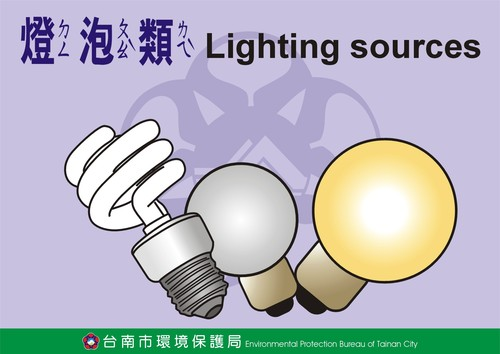 燈ㄉㄥ泡ㄆㄠˋ類ㄌㄟˋ Lighting sources
台南市環境保護局 Environmental Protection Bureau of Tainan City